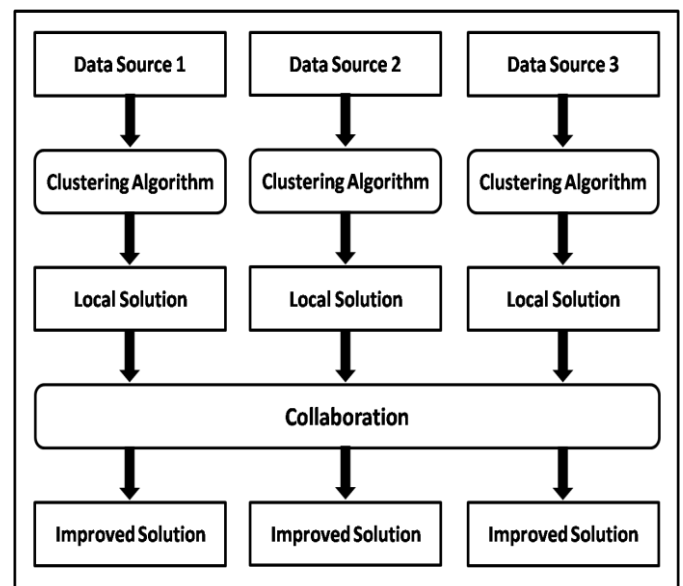 Data Source 1
Data Source 2
Data Source 3
Clustering Algorithm
Clustering Algorithm
Clustering Algorithm
Local Solution
Local Solution
Local Solution
Collaboration
Improved Solution
Improved Solution
Improved Solution